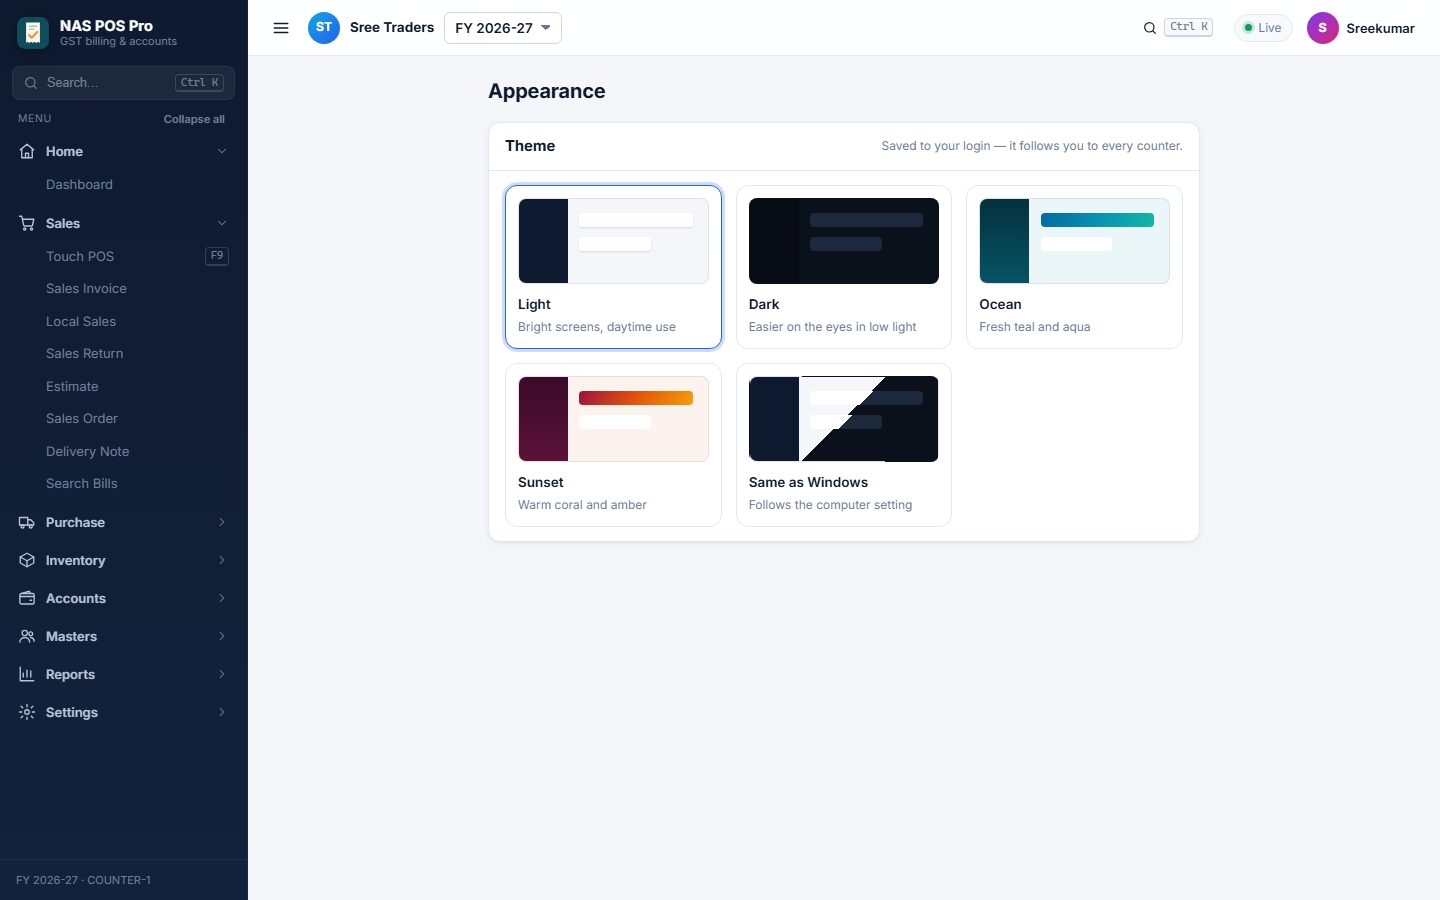 NAS POS Pro
GST billing & accounts
Search...
Ctrl K
MENU
Collapse all
Home
Dashboard
Sales
Touch POS
F9
Sales Invoice
Local Sales
Sales Return
Estimate
Sales Order
Delivery Note
Search Bills
Purchase
Inventory
Accounts
Masters
Reports
Settings
FY 2026-27 · COUNTER-1
ST
Sree Traders
FY 2026-27
Ctrl K
Live
S
Sreekumar
Appearance
Theme
Saved to your login — it follows you to every counter.
Light
Bright screens, daytime use
Dark
Easier on the eyes in low light
Ocean
Fresh teal and aqua
Sunset
Warm coral and amber
Same as Windows
Follows the computer setting